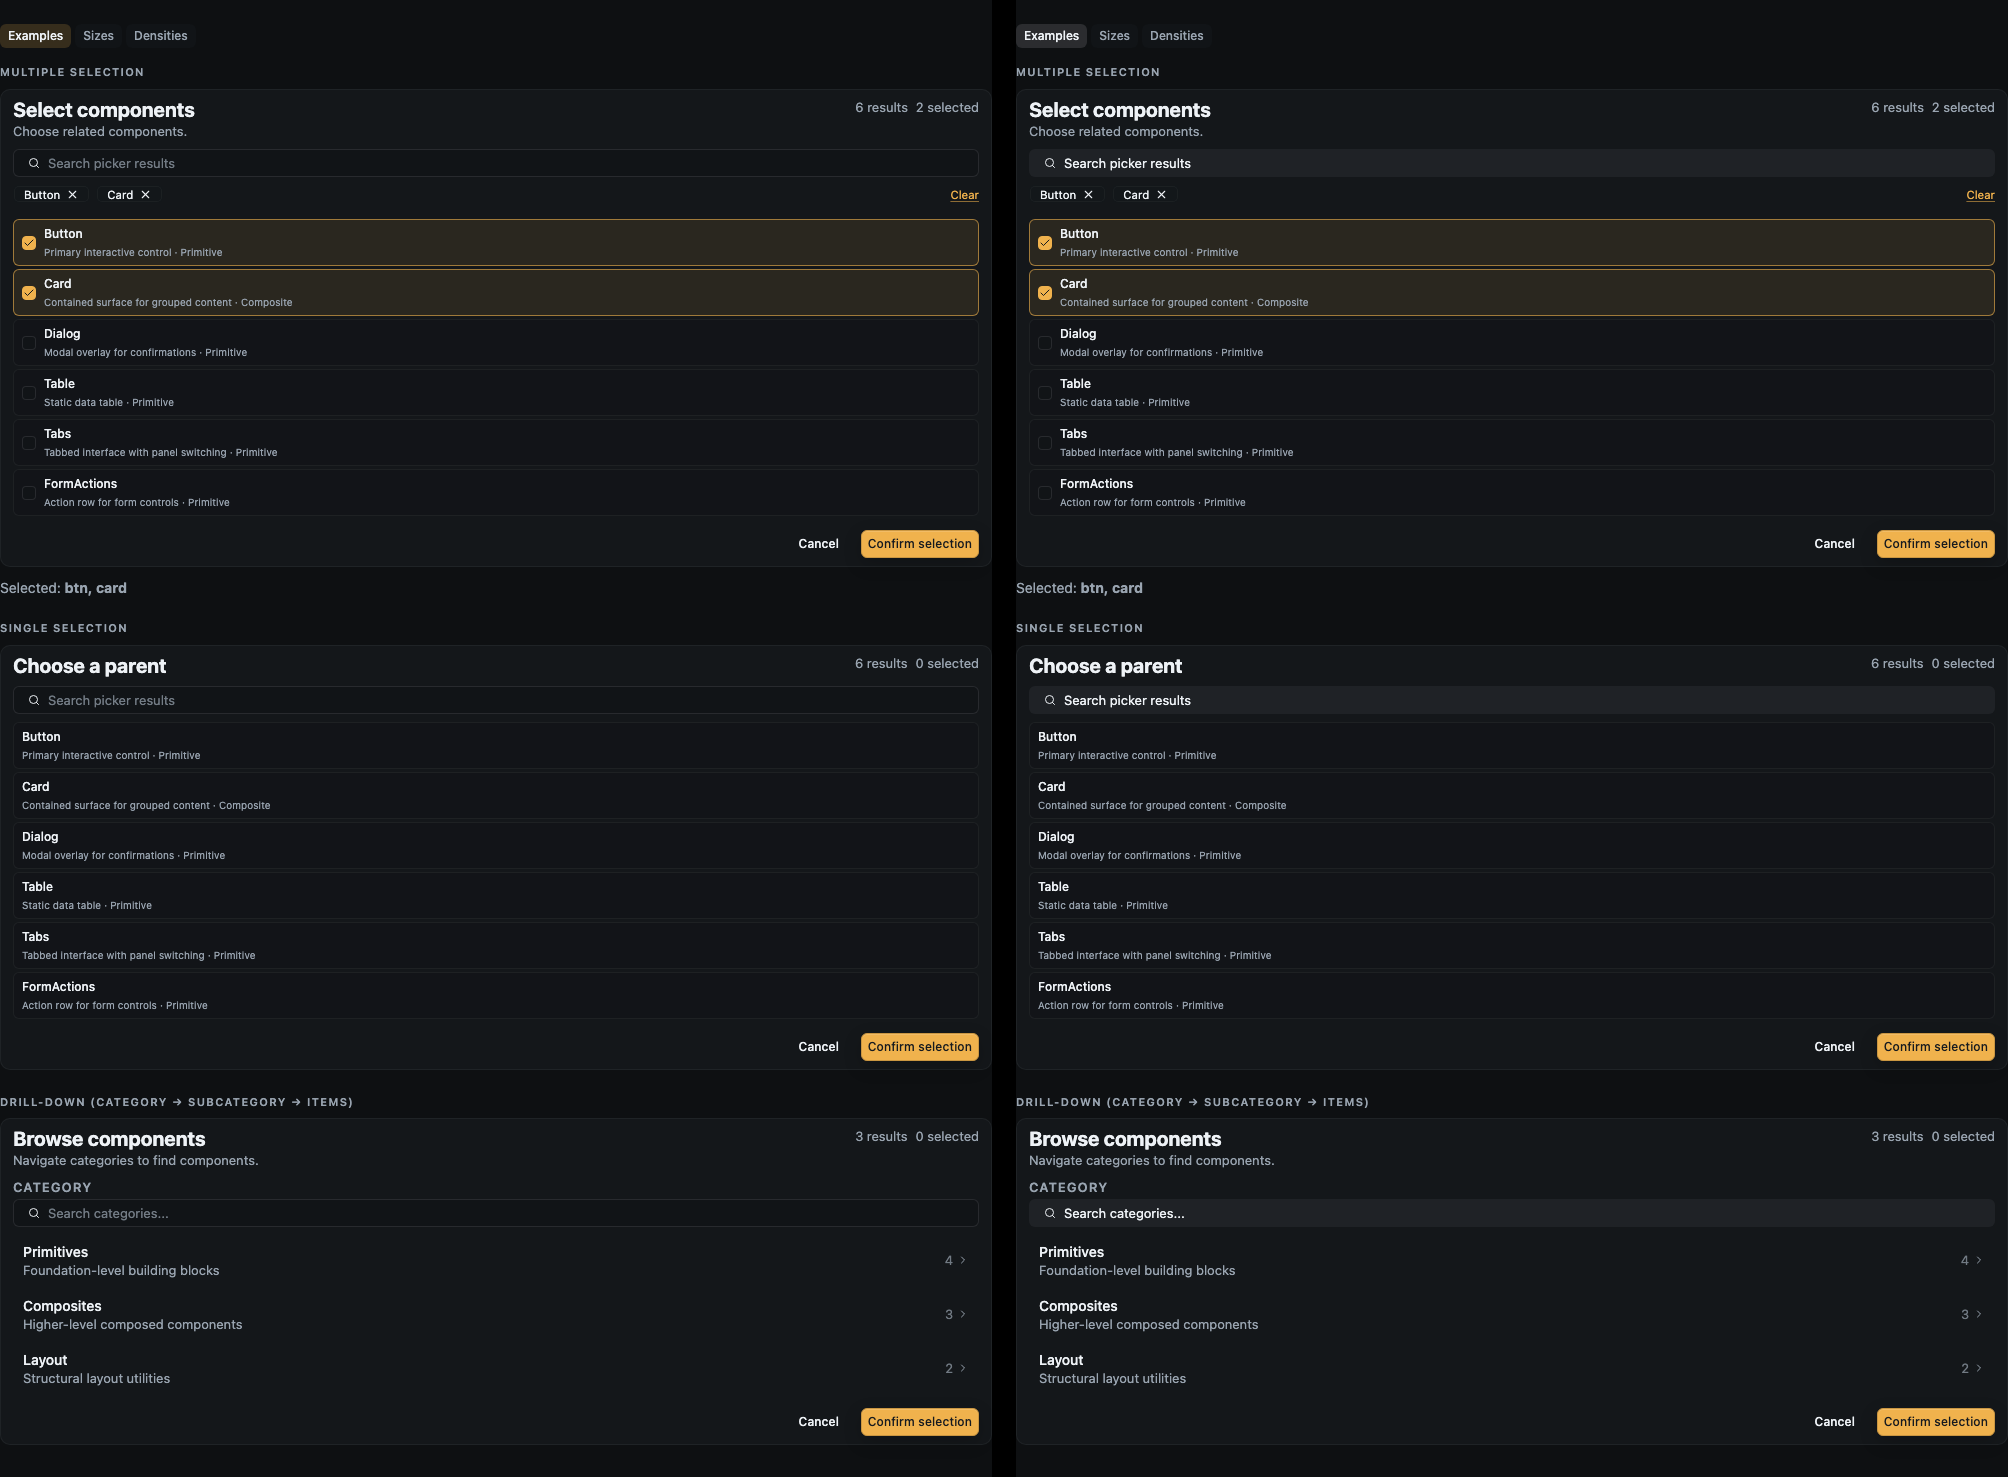 Examples Sizes Densities
MULTIPLE SELECTION
Select components
6 results 2 selected
Choose related components.
Search picker results
Button Card Clear
Button
Primary interactive control · Primitive
Card
Contained surface for grouped content · Composite
Dialog
Modal overlay for confirmations · Primitive
Table
Static data table · Primitive
Tabs
Tabbed interface with panel switching · Primitive
FormActions
Action row for form controls · Primitive
Cancel Confirm selection
Selected: btn, card
SINGLE SELECTION
Choose a parent
6 results 0 selected
Search picker results
Button
Primary interactive control · Primitive
Card
Contained surface for grouped content · Composite
Dialog
Modal overlay for confirmations · Primitive
Table
Static data table · Primitive
Tabs
Tabbed interface with panel switching · Primitive
FormActions
Action row for form controls · Primitive
Cancel Confirm selection
DRILL-DOWN (CATEGORY → SUBCATEGORY → ITEMS)
Browse components
3 results 0 selected
Navigate categories to find components.
CATEGORY
Search categories...
Primitives
Foundation-level building blocks
4
Composites
Higher-level composed components
3
Layout
Structural layout utilities
2
Cancel Confirm selection
Examples Sizes Densities
MULTIPLE SELECTION
Select components
6 results 2 selected
Choose related components.
Search picker results
Button Card Clear
Button
Primary interactive control · Primitive
Card
Contained surface for grouped content · Composite
Dialog
Modal overlay for confirmations · Primitive
Table
Static data table · Primitive
Tabs
Tabbed interface with panel switching · Primitive
FormActions
Action row for form controls · Primitive
Cancel Confirm selection
Selected: btn, card
SINGLE SELECTION
Choose a parent
6 results 0 selected
Search picker results
Button
Primary interactive control · Primitive
Card
Contained surface for grouped content · Composite
Dialog
Modal overlay for confirmations · Primitive
Table
Static data table · Primitive
Tabs
Tabbed interface with panel switching · Primitive
FormActions
Action row for form controls · Primitive
Cancel Confirm selection
DRILL-DOWN (CATEGORY → SUBCATEGORY → ITEMS)
Browse components
3 results 0 selected
Navigate categories to find components.
CATEGORY
Search categories...
Primitives
Foundation-level building blocks
4
Composites
Higher-level composed components
3
Layout
Structural layout utilities
2
Cancel Confirm selection